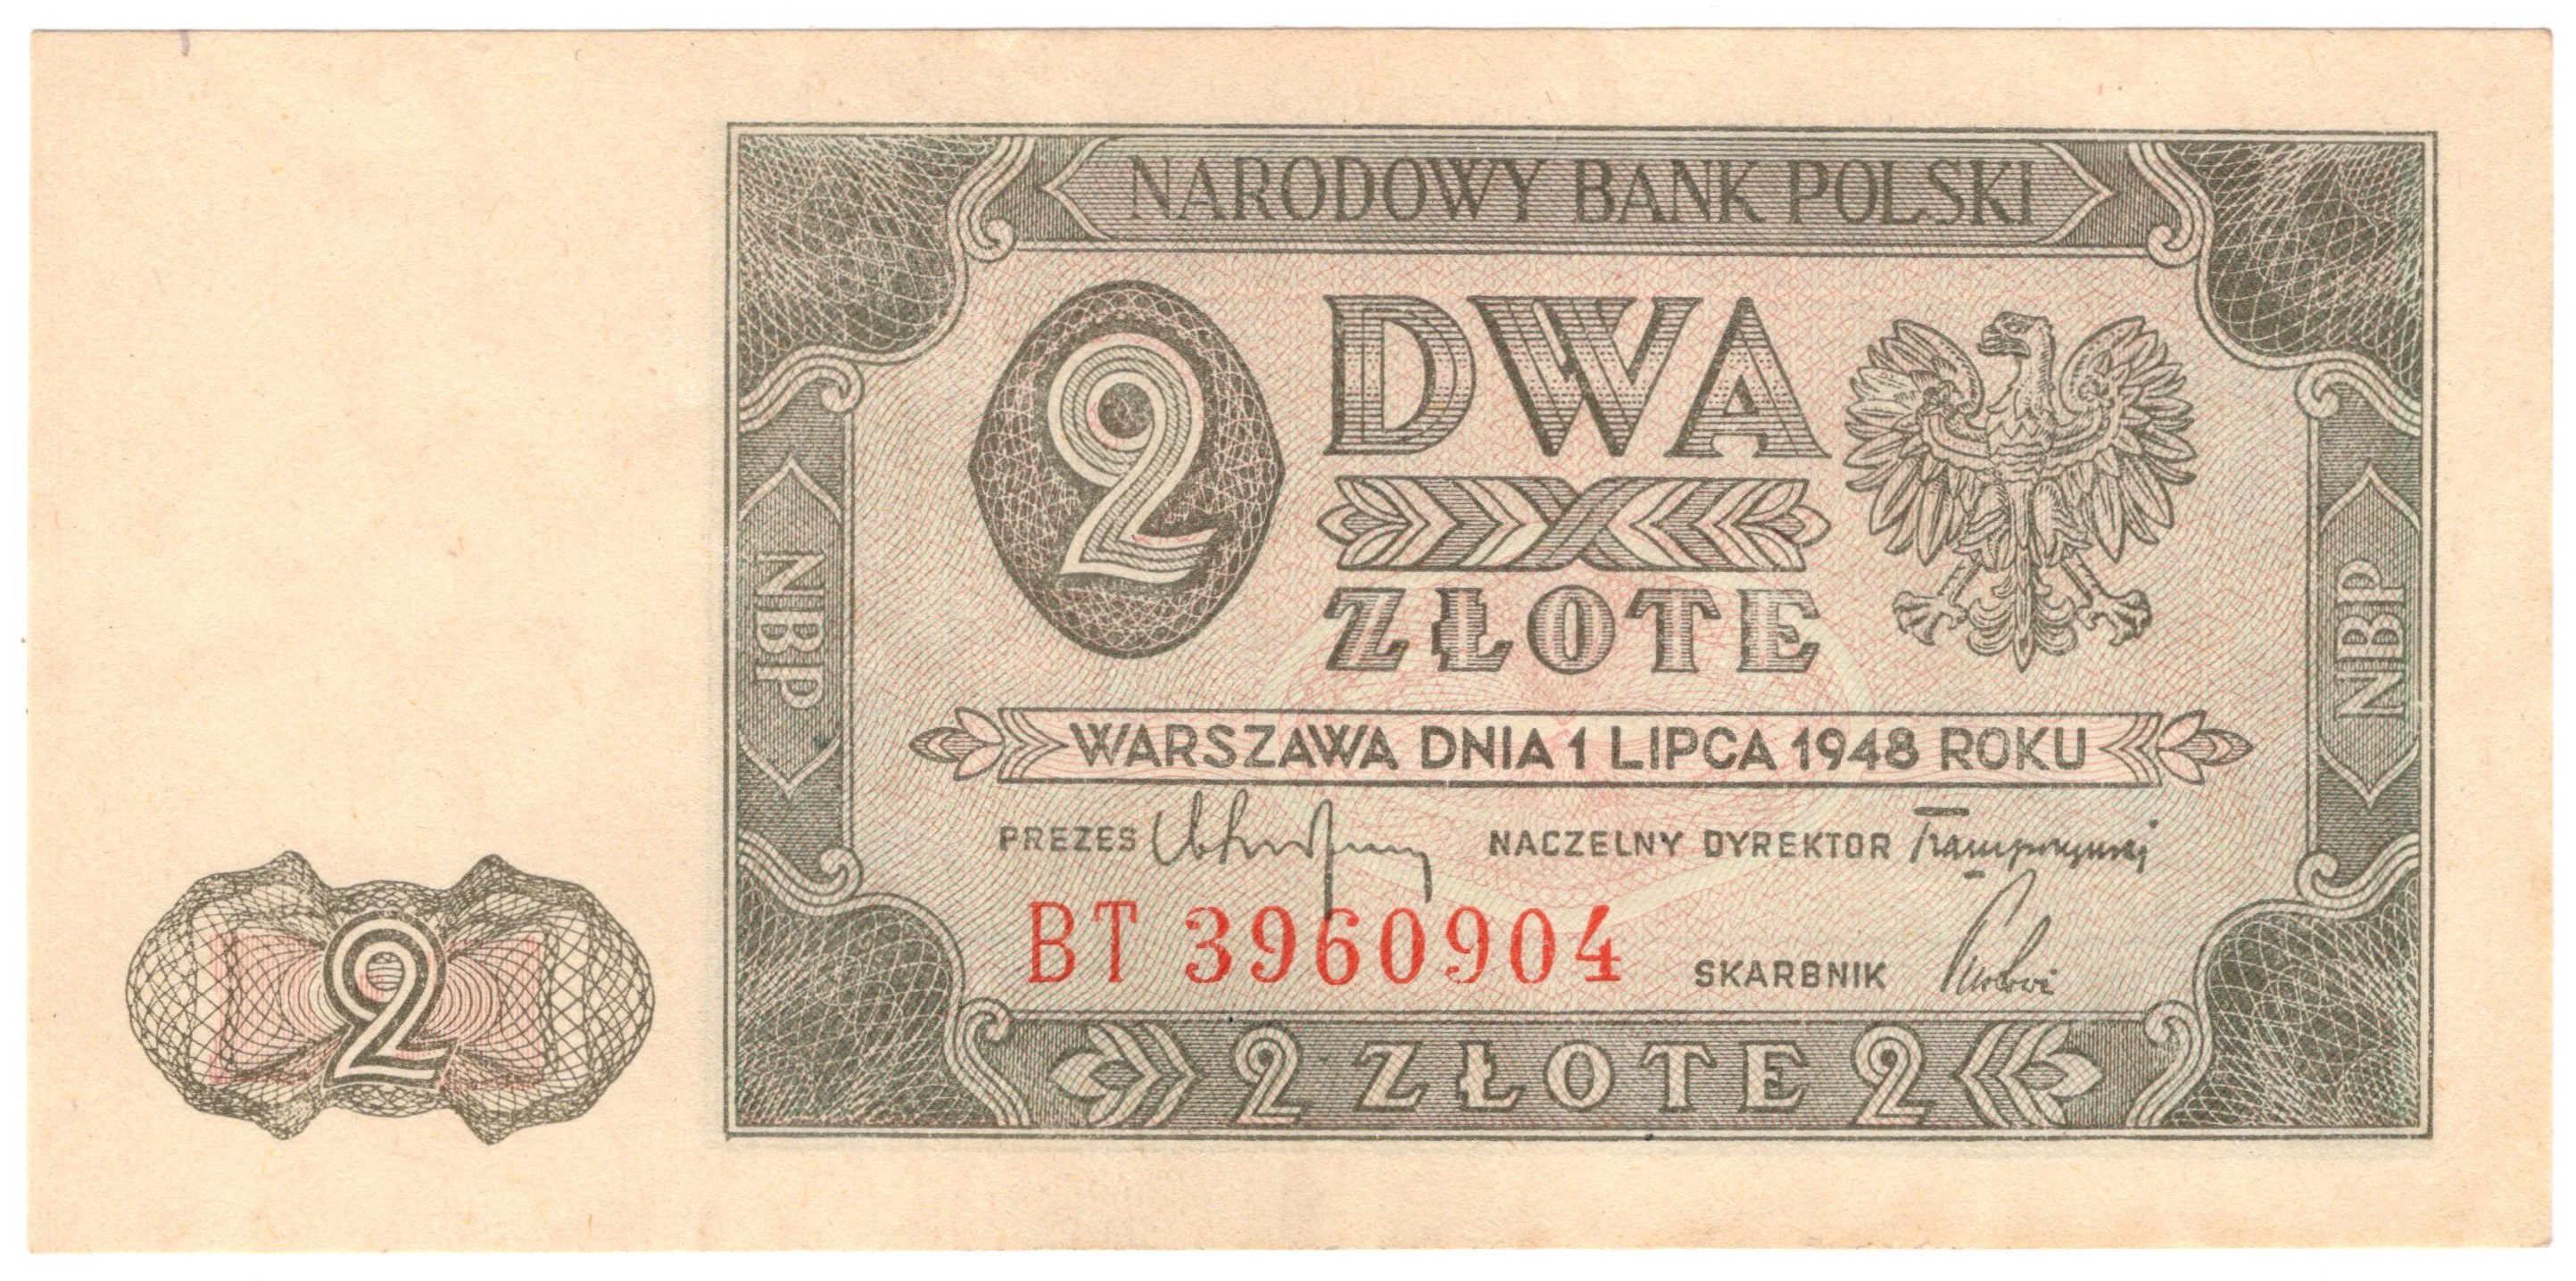 NARODOWY BANK POLSKI
2
DWA
ZŁOTE
NBP
NBP
WARSZAWA DNIA 1 LIPCA 1948 ROKU
PREZES NACZELNY DYREKTOR
BT 3960904
SKARBNIK
2
2 ZŁOTE 2